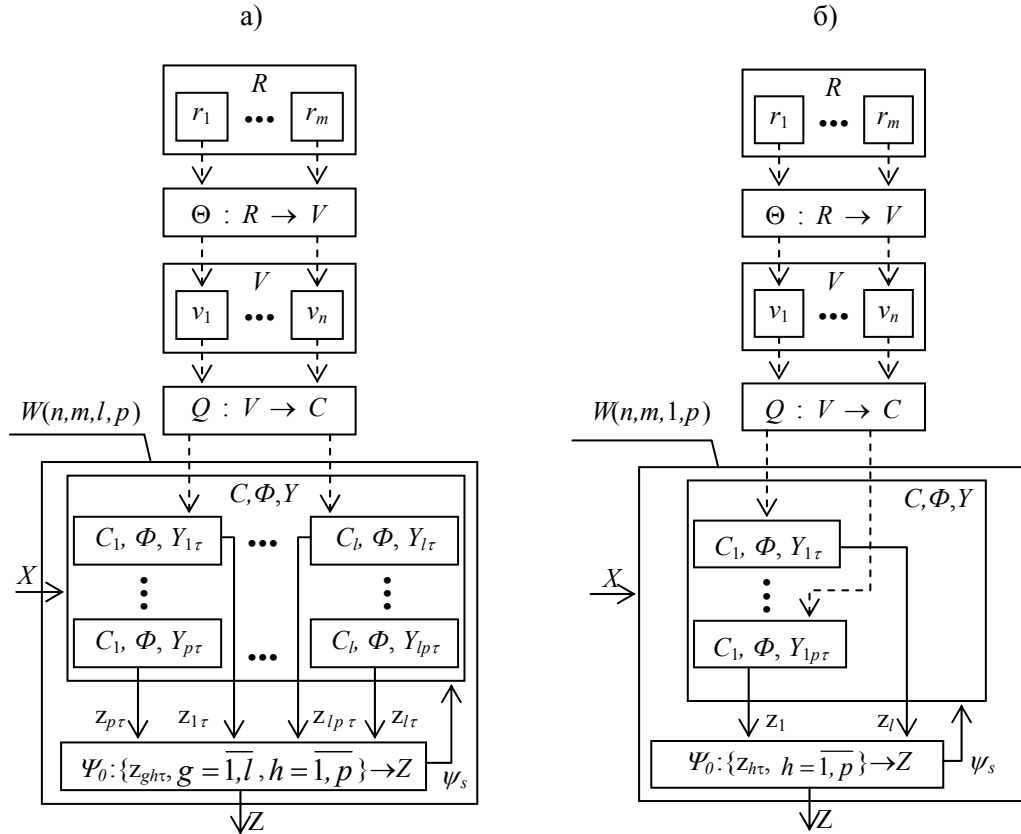 а) б)
R R
r1 ••• rm r1 ••• rm
Θ : R → V Θ : R → V
V V
v1 ••• vn v1 ••• vn
W(n,m,l,p) Q : V → C W(n,m,1,p) Q : V → C
C,Φ,Y C,Φ,Y
C1, Φ, Y1τ ••• Cl, Φ, Ylτ C1, Φ, Y1τ
X X
C1, Φ, Ypτ ••• Cl, Φ, Ylpτ C1, Φ, Y1pτ
zpτ z1τ zlpτ zlτ z1 zl
Ψ0:{zghτ, g = 1,l , h = 1,p }→Z ψs Ψ0:{zhτ, h = 1,p }→Z ψs
Z Z